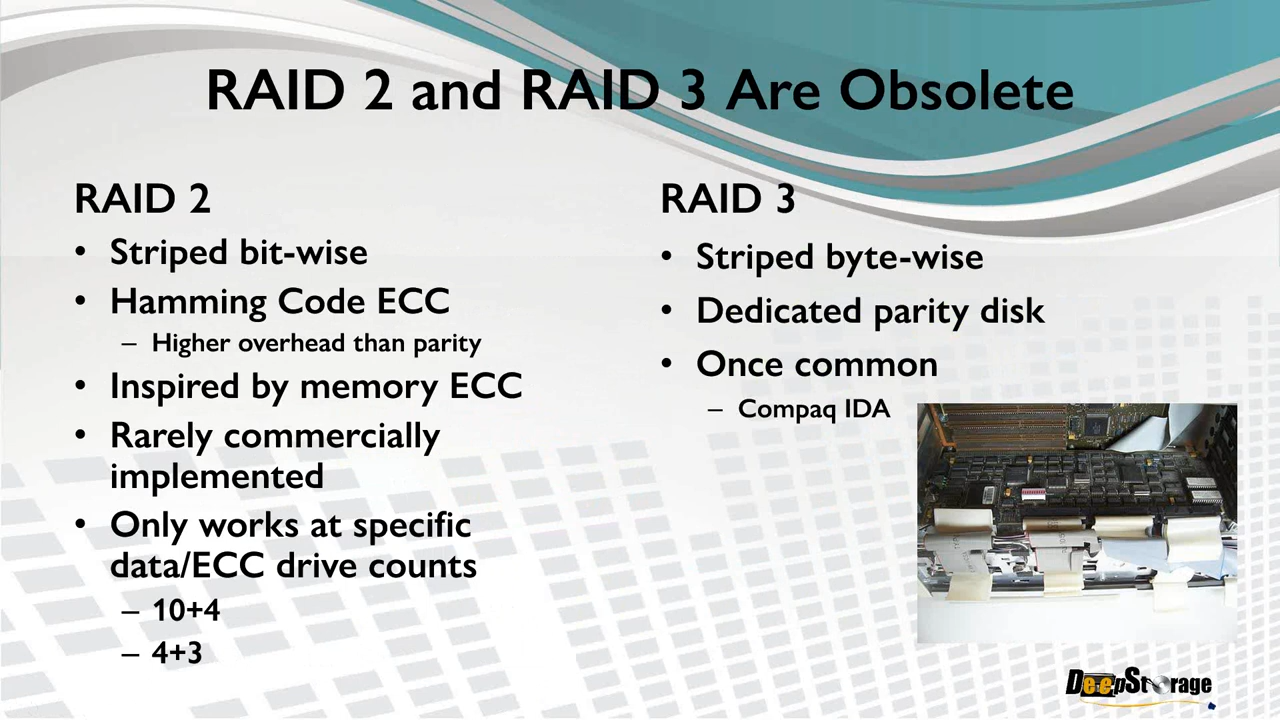 RAID 2 and RAID 3 Are Obsolete
RAID 2
• Striped bit-wise
• Hamming Code ECC
– Higher overhead than parity
• Inspired by memory ECC
• Rarely commercially
implemented
• Only works at specific
data/ECC drive counts
– 10+4
– 4+3
RAID 3
• Striped byte-wise
• Dedicated parity disk
• Once common
– Compaq IDA
DeepStorage